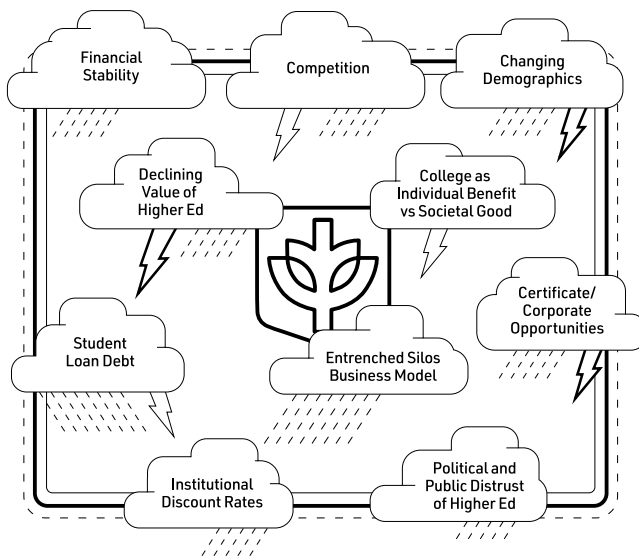 Financial
Stability
Competition
Changing
Demographics
Declining
Value of
Higher Ed
College as
Individual Benefit
vs Societal Good
Certificate/
Corporate
Opportunities
Student
Loan Debt
Entrenched Silos
Business Model
Institutional
Discount Rates
Political and
Public Distrust
of Higher Ed